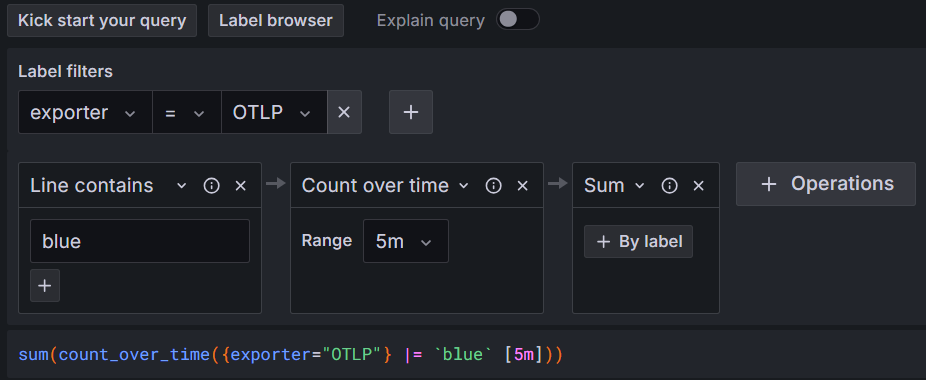 Kick start your query Label browser Explain query
Label filters
exporter = OTLP
Line contains Count over time Sum + Operations
blue Range 5m + By label
+
sum(count_over_time({exporter="OTLP"} |= `blue` [5m]))